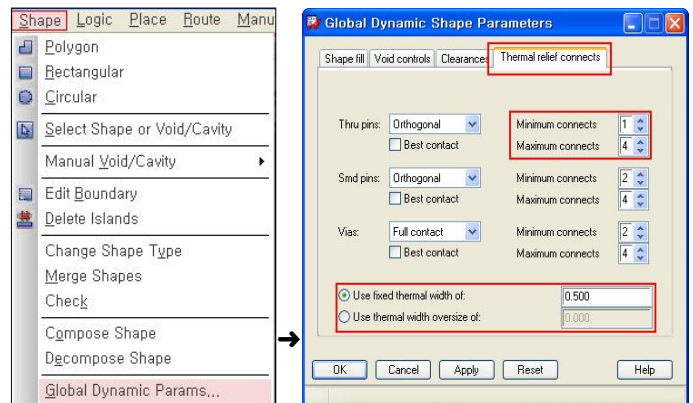 Shape Logic Place Route Manu
Polygon
Rectangular
Circular
Select Shape or Void/Cavity
Manual Void/Cavity
Edit Boundary
Delete Islands
Change Shape Type
Merge Shapes
Check
Compose Shape
Decompose Shape
Global Dynamic Params...
Global Dynamic Shape Parameters
Shape fill Void controls Clearances Thermal relief connects
Thru pins: Orthogonal Minimum connects 1
Best contact Maximum connects 4
Smd pins: Orthogonal Minimum connects 2
Best contact Maximum connects 4
Vias: Full contact Minimum connects 2
Best contact Maximum connects 4
Use fixed thermal width of: 0.500
Use thermal width oversize of: 0.000
OK Cancel Apply Reset Help